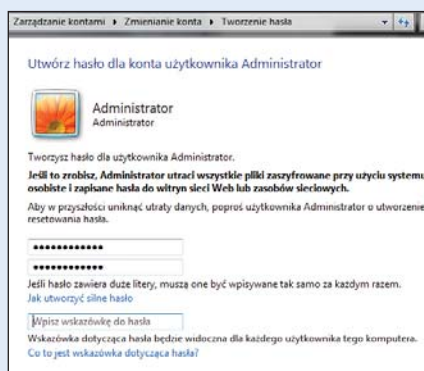 Zarządzanie kontami ▸ Zmienianie konta ▸ Tworzenie hasła
Utwórz hasło dla konta użytkownika Administrator
Administrator
Administrator
Tworzysz hasło dla użytkownika Administrator.
Jeśli to zrobisz, Administrator utraci wszystkie pliki zaszyfrowane przy użyciu systemu
osobiste i zapisane hasła do witryn sieci Web lub zasobów sieciowych.
Aby w przyszłości uniknąć utraty danych, poproś użytkownika Administrator o utworzenie
resetowania hasła.
●●●●●●●●●●●●
●●●●●●●●●●●●
Jeśli hasło zawiera duże litery, muszą one być wpisywane tak samo za każdym razem.
Jak utworzyć silne hasło
Wpisz wskazówkę do hasła
Wskazówka dotycząca hasła będzie widoczna dla każdego użytkownika tego komputera.
Co to jest wskazówka dotycząca hasła?